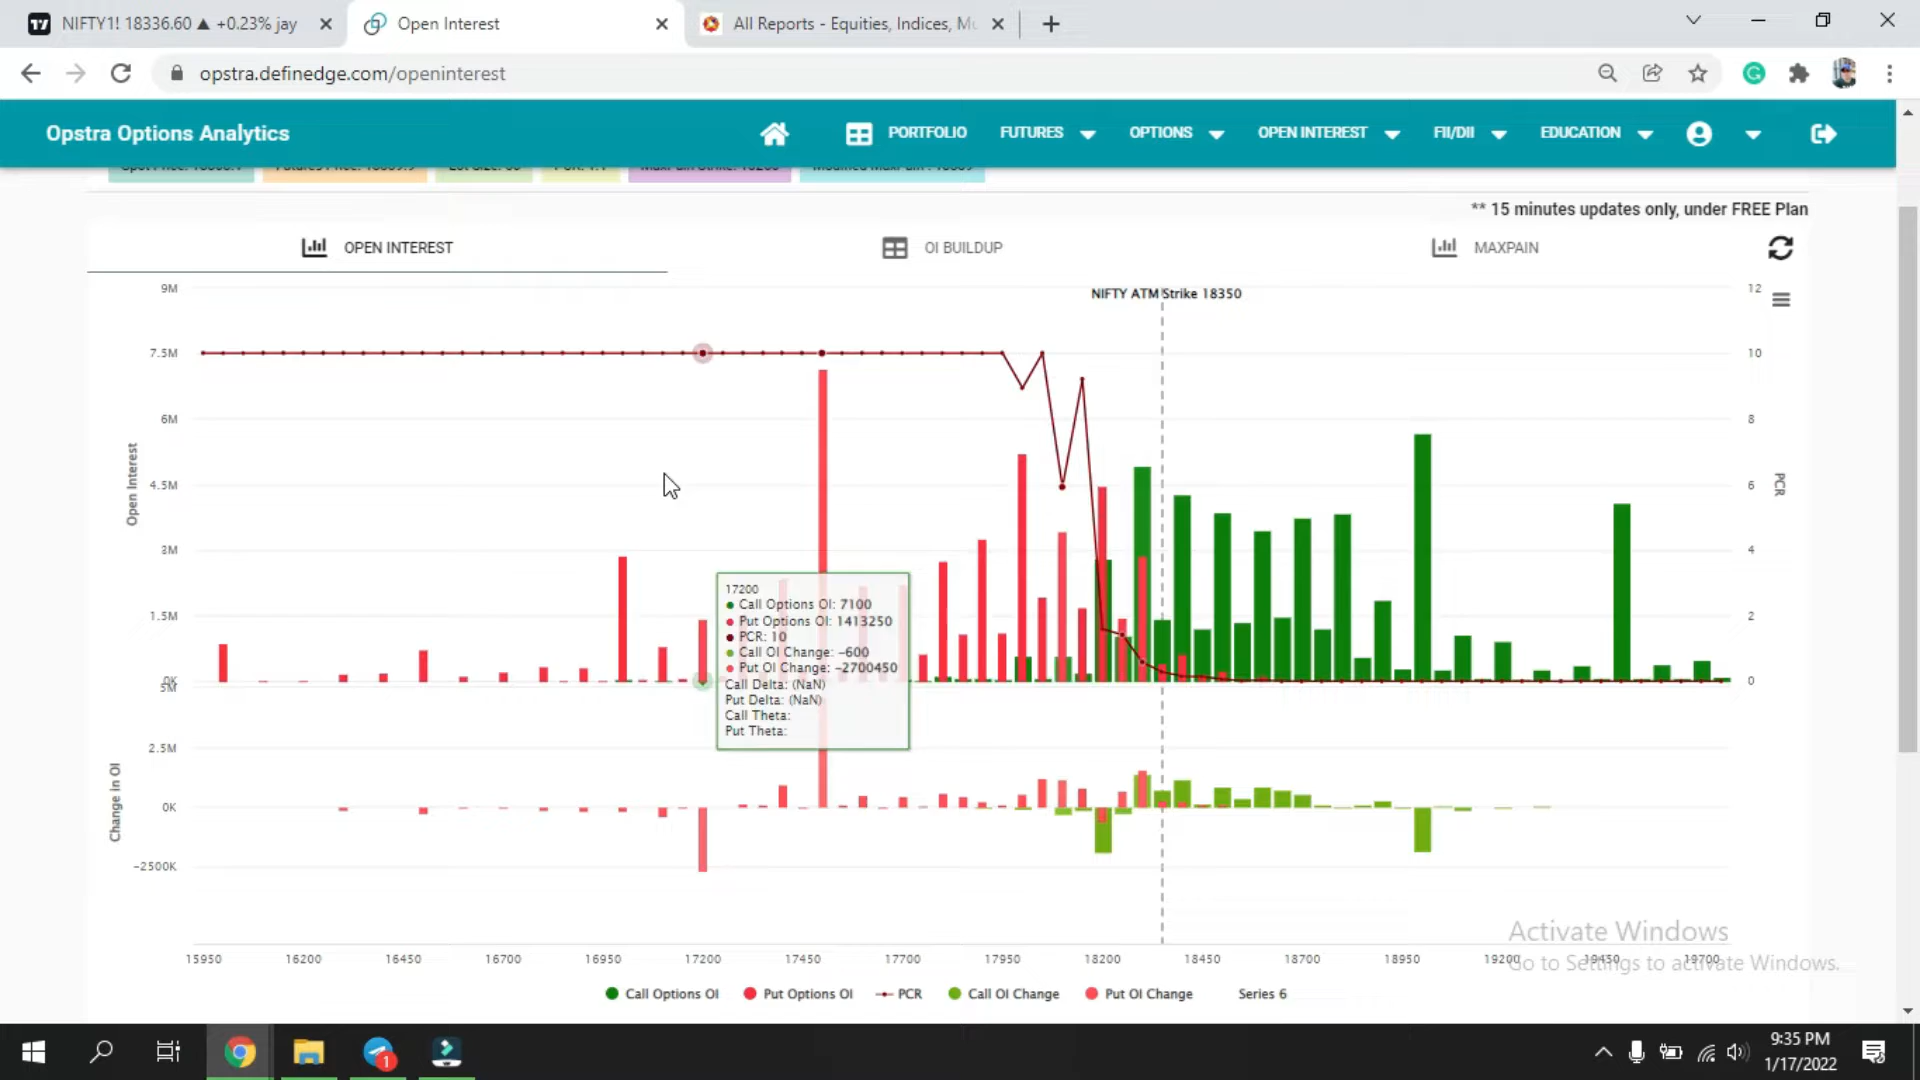 NIFTY1! 18336.60 ▲ +0.23% jay
Open Interest
All Reports - Equities, Indices, Mu
opstra.definedge.com/openinterest
Opstra Options Analytics
PORTFOLIO
FUTURES
OPTIONS
OPEN INTEREST
FII/DII
EDUCATION
** 15 minutes updates only, under FREE Plan
OPEN INTEREST
OI BUILDUP
MAXPAIN
NIFTY ATM Strike 18350
9M
12
7.5M
10
6M
8
4.5M
6
3M
4
1.5M
2
0K
0
Open Interest
PCR
17200
Call Options OI: 7100
Put Options OI: 1413250
PCR: 10
Call OI Change: -600
Put OI Change: -2700450
Call Delta: (NaN)
Put Delta: (NaN)
Call Theta:
Put Theta:
5M
2.5M
0K
-2500K
Change in OI
15950 16200 16450 16700 16950 17200 17450 17700 17950 18200 18450 18700 18950 19200 19450 19700
Call Options OI Put Options OI PCR Call OI Change Put OI Change Series 6
Activate Windows
Go to Settings to activate Windows.
1
9:35 PM
1/17/2022